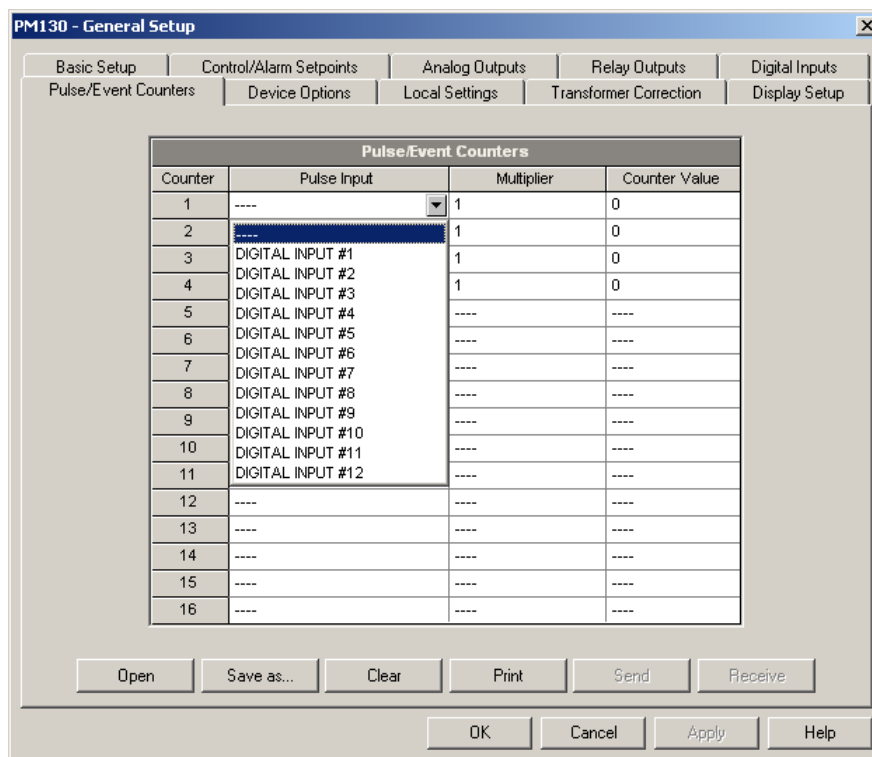 PM130 - General Setup
Basic Setup Control/Alarm Setpoints Analog Outputs Relay Outputs Digital Inputs
Pulse/Event Counters Device Options Local Settings Transformer Correction Display Setup
Pulse/Event Counters
Counter Pulse Input Multiplier Counter Value
1 ---- 1 0
2 ---- 1 0
3 DIGITAL INPUT #1 1 0
DIGITAL INPUT #2
4 DIGITAL INPUT #3 1 0
5 DIGITAL INPUT #4 ---- ----
6 DIGITAL INPUT #5 ---- ----
DIGITAL INPUT #6
7 DIGITAL INPUT #7 ---- ----
8 DIGITAL INPUT #8 ---- ----
9 DIGITAL INPUT #9 ---- ----
10 DIGITAL INPUT #10 ---- ----
DIGITAL INPUT #11
11 DIGITAL INPUT #12 ---- ----
12 ---- ---- ----
13 ---- ---- ----
14 ---- ---- ----
15 ---- ---- ----
16 ---- ---- ----
Open Save as... Clear Print Send Receive
OK Cancel Apply Help